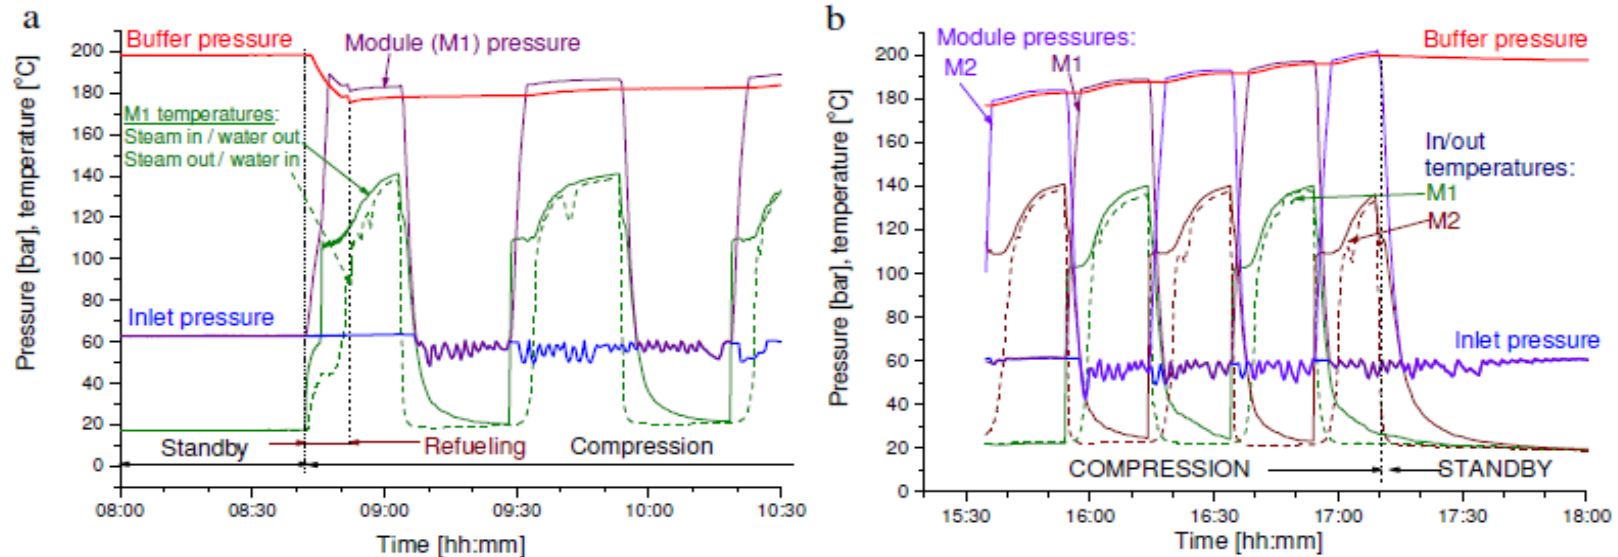 a
Pressure [bar], temperature [°C]
200
180
160
140
120
100
80
60
40
20
0
Buffer pressure
Module (M1) pressure
M1 temperatures:
Steam in / water out
Steam out / water in
Inlet pressure
Standby
Refueling
Compression
08:00 08:30 09:00 09:30 10:00 10:30
Time [hh:mm]
b
Pressure [bar], temperature [°C]
200
180
160
140
120
100
80
60
40
20
0
Module pressures:
M2
M1
Buffer pressure
In/out
temperatures:
M1
M2
Inlet pressure
COMPRESSION
STANDBY
15:30 16:00 16:30 17:00 17:30 18:00
Time [hh:mm]